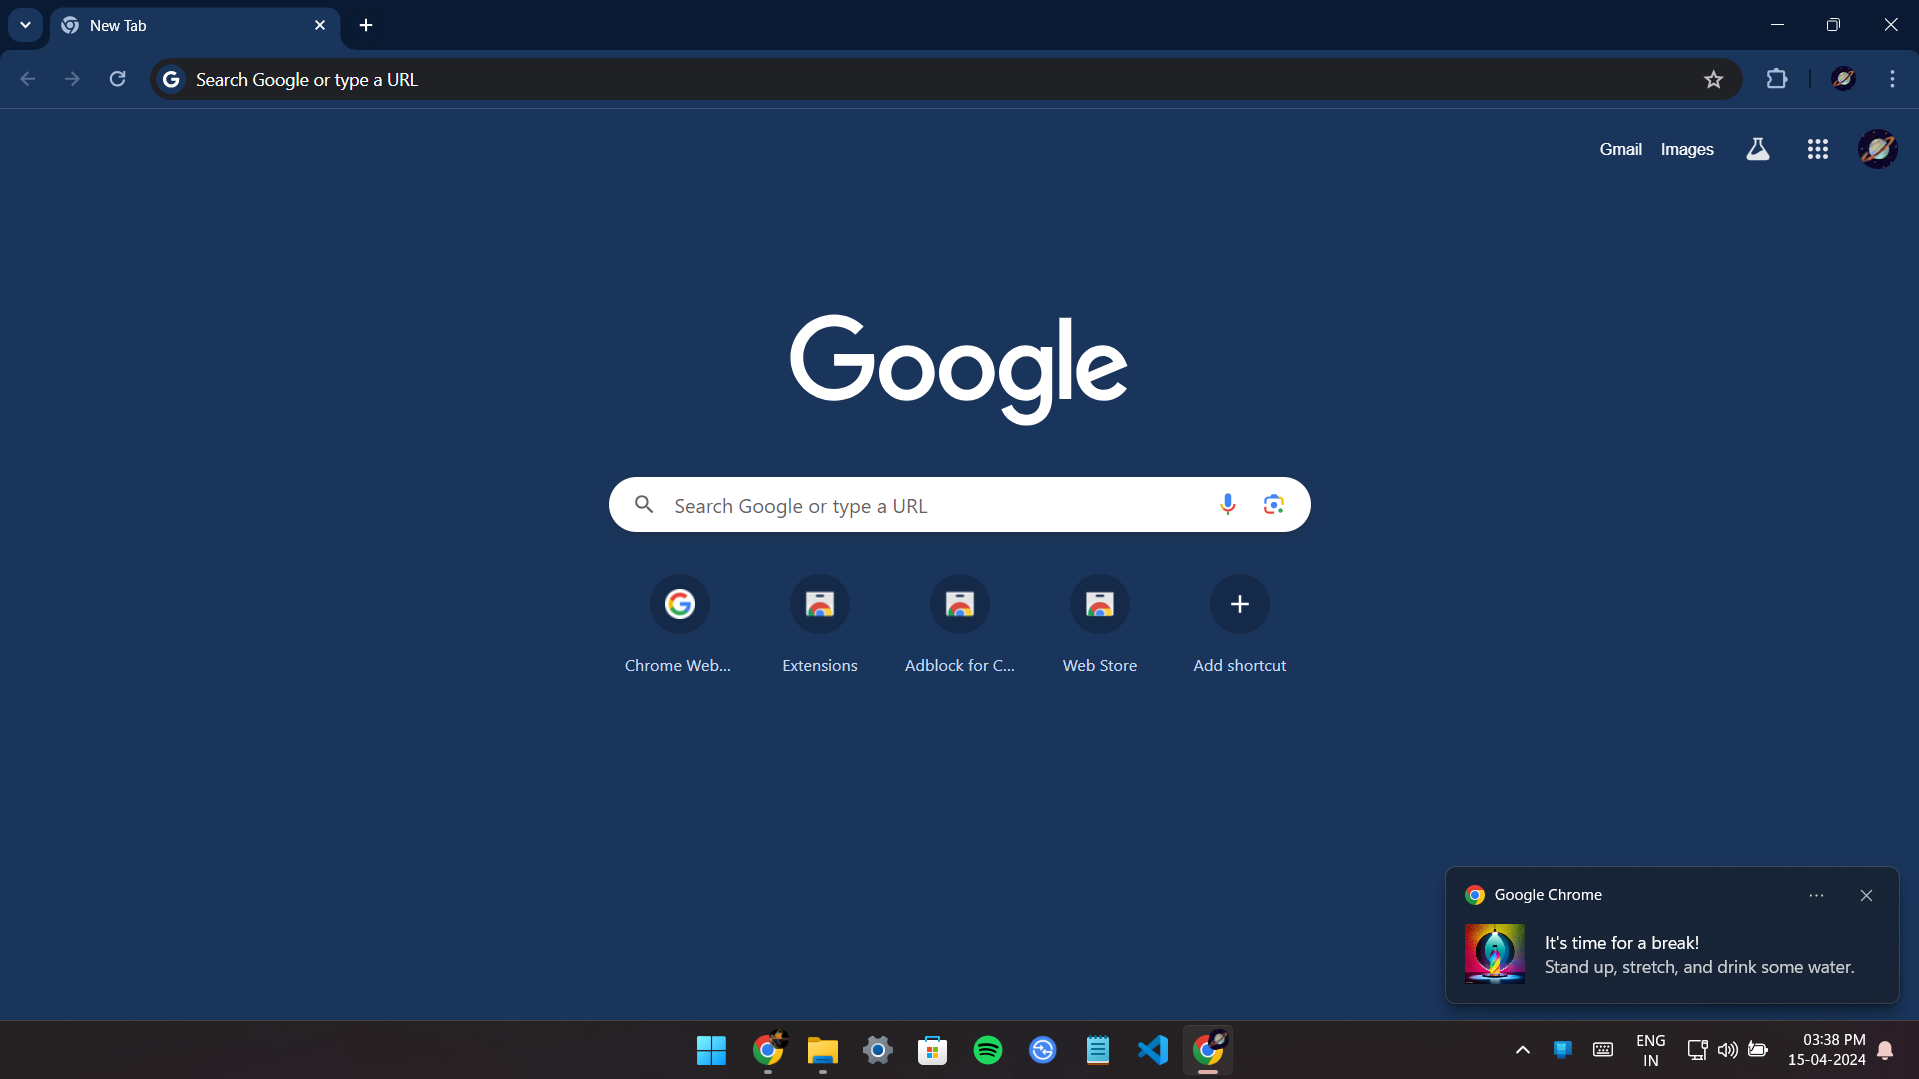 New Tab
Search Google or type a URL
Gmail Images
Google
Search Google or type a URL
Chrome Web... Extensions Adblock for C... Web Store Add shortcut
Google Chrome
It's time for a break!
Stand up, stretch, and drink some water.
ENG
IN
03:38 PM
15-04-2024